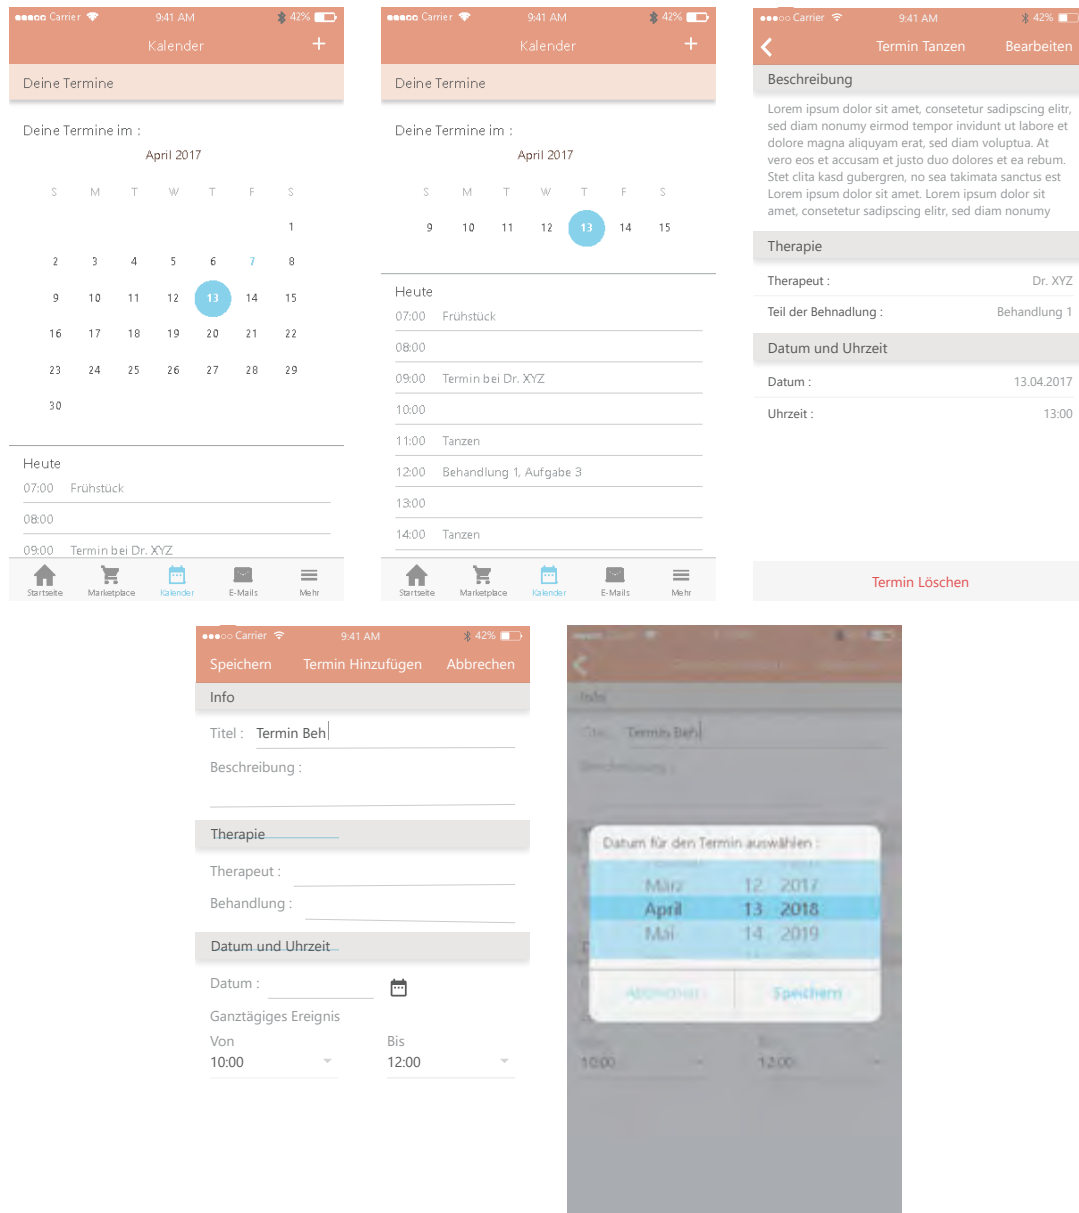 Carrier 9:41 AM 42%
Kalender +
Deine Termine
Deine Termine im :
April 2017
S M T W T F S
1
2 3 4 5 6 7 8
9 10 11 12 13 14 15
16 17 18 19 20 21 22
23 24 25 26 27 28 29
30
Heute
07:00 Frühstück
08:00
09:00 Termin bei Dr. XYZ
Startseite Marketplace Kalender E-Mails Mehr
Carrier 9:41 AM 42%
Kalender +
Deine Termine
Deine Termine im :
April 2017
S M T W T F S
9 10 11 12 13 14 15
Heute
07:00 Frühstück
08:00
09:00 Termin bei Dr. XYZ
10:00
11:00 Tanzen
12:00 Behandlung 1, Aufgabe 3
13:00
14:00 Tanzen
Startseite Marketplace Kalender E-Mails Mehr
Carrier 9:41 AM 42%
Termin Tanzen Bearbeiten
Beschreibung
Lorem ipsum dolor sit amet, consetetur sadipscing elitr,
sed diam nonumy eirmod tempor invidunt ut labore et
dolore magna aliquyam erat, sed diam voluptua. At
vero eos et accusam et justo duo dolores et ea rebum.
Stet clita kasd gubergren, no sea takimata sanctus est
Lorem ipsum dolor sit amet. Lorem ipsum dolor sit
amet, consetetur sadipscing elitr, sed diam nonumy
Therapie
Therapeut : Dr. XYZ
Teil der Behnadlung : Behandlung 1
Datum und Uhrzeit
Datum : 13.04.2017
Uhrzeit : 13:00
Termin Löschen
Carrier 9:41 AM 42%
Speichern Termin Hinzufügen Abbrechen
Info
Titel : Termin Beh
Beschreibung :
Therapie
Therapeut :
Behandlung :
Datum und Uhrzeit
Datum :
Ganztägiges Ereignis
Von Bis
10:00 12:00
Info
Termin Beh
Datum für den Termin auswählen :
März 12 2017
April 13 2018
Mai 14 2019
Abbrechen Speichern
10:00 12:00